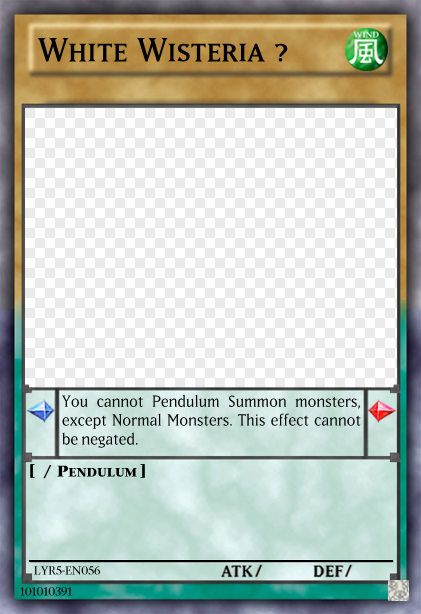 White Wisteria ?
WIND
風
You cannot Pendulum Summon monsters,
except Normal Monsters. This effect cannot
be negated.
[ / Pendulum ]
LYR5-EN056 ATK/ DEF/
101010391